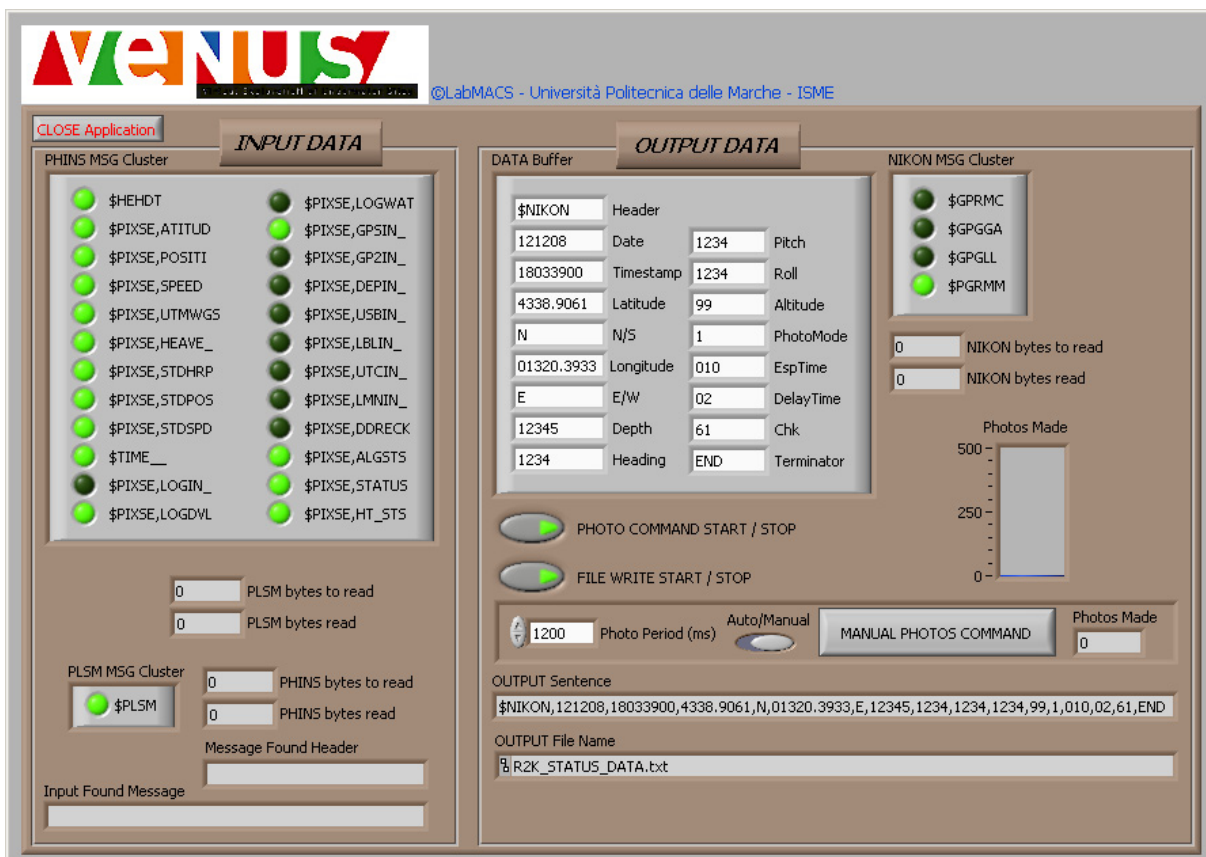 VENUS
©LabMACS - Università Politecnica delle Marche - ISME
CLOSE Application
INPUT DATA
PHINS MSG Cluster
$HEHDT
$PIXSE,ATITUD
$PIXSE,POSITI
$PIXSE,SPEED
$PIXSE,UTMWGS
$PIXSE,HEAVE_
$PIXSE,STDHRP
$PIXSE,STDPOS
$PIXSE,STDSPD
$TIME__
$PIXSE,LOGIN_
$PIXSE,LOGDVL
$PIXSE,LOGWAT
$PIXSE,GPSIN_
$PIXSE,GP2IN_
$PIXSE,DEPIN_
$PIXSE,USBIN_
$PIXSE,LBLIN_
$PIXSE,UTCIN_
$PIXSE,LMNIN_
$PIXSE,DDRECK
$PIXSE,ALGSTS
$PIXSE,STATUS
$PIXSE,HT_STS
0 PLSM bytes to read
0 PLSM bytes read
PLSM MSG Cluster
$PLSM
0 PHINS bytes to read
0 PHINS bytes read
Message Found Header
Input Found Message
OUTPUT DATA
DATA Buffer
$NIKON Header
121208 Date
18033900 Timestamp
4338.9061 Latitude
N N/S
01320.3933 Longitude
E E/W
12345 Depth
1234 Heading
1234 Pitch
1234 Roll
99 Altitude
1 PhotoMode
010 EspTime
02 DelayTime
61 Chk
END Terminator
NIKON MSG Cluster
$GPRMC
$GPGGA
$GPGLL
$PGRMM
0 NIKON bytes to read
0 NIKON bytes read
Photos Made
500
250
0
PHOTO COMMAND START / STOP
FILE WRITE START / STOP
1200 Photo Period (ms)
Auto/Manual
MANUAL PHOTOS COMMAND
Photos Made
0
OUTPUT Sentence
$NIKON,121208,18033900,4338.9061,N,01320.3933,E,12345,1234,1234,1234,99,1,010,02,61,END
OUTPUT File Name
R2K_STATUS_DATA.txt